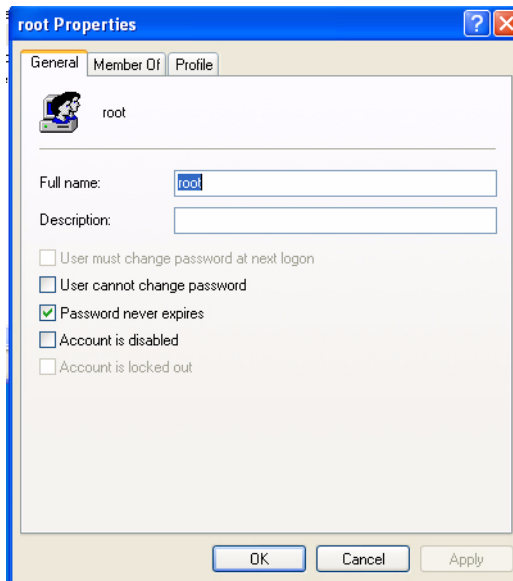 root Properties
?
General Member Of Profile
root
Full name: root
Description:
User must change password at next logon
User cannot change password
Password never expires
Account is disabled
Account is locked out
OK Cancel Apply